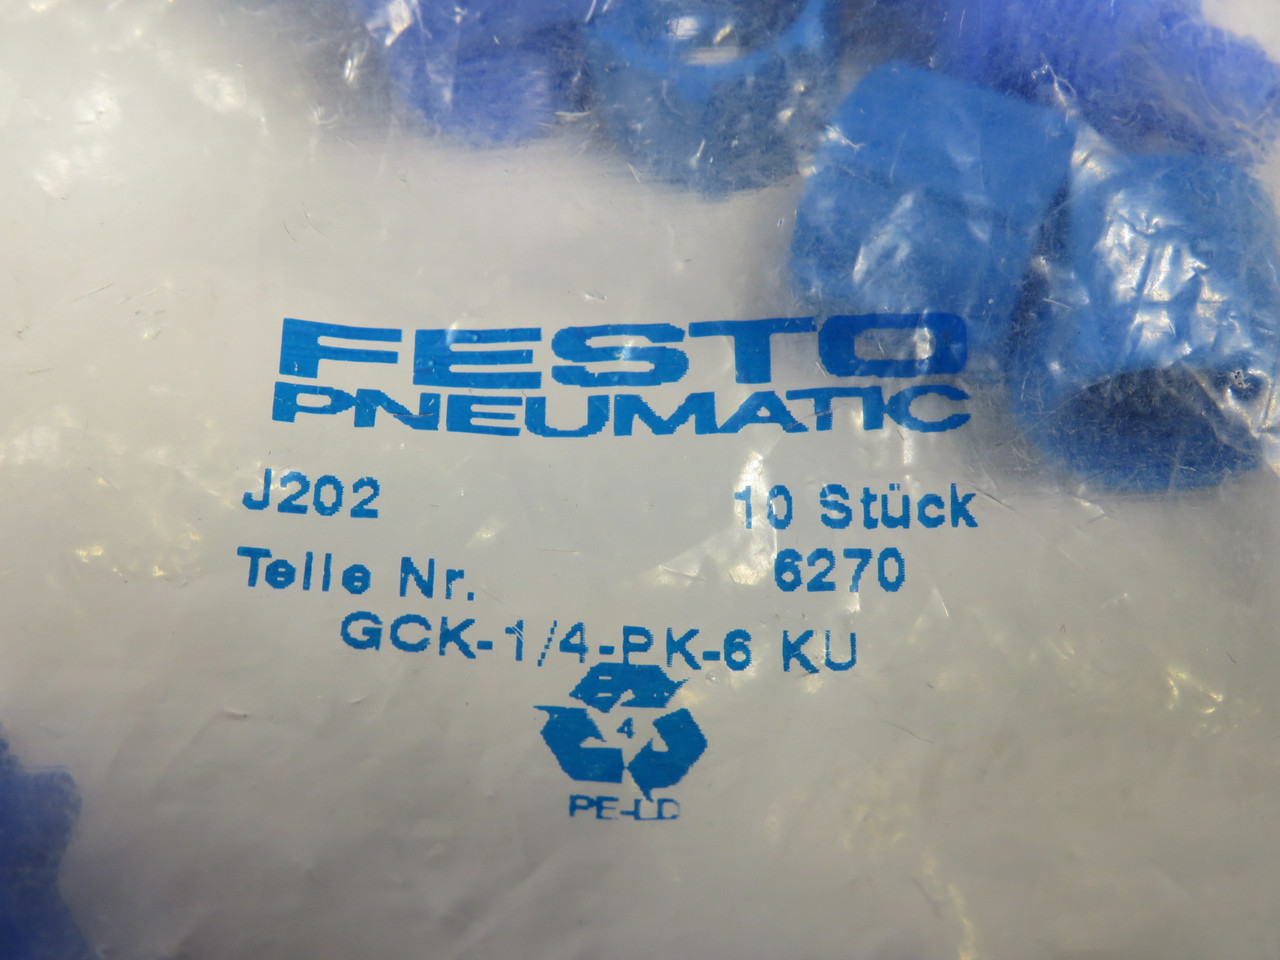 FESTO
PNEUMATIC
J202 10 Stück
Teile Nr. 6270
GCK-1/4-PK-6 KU
4
PE-LD